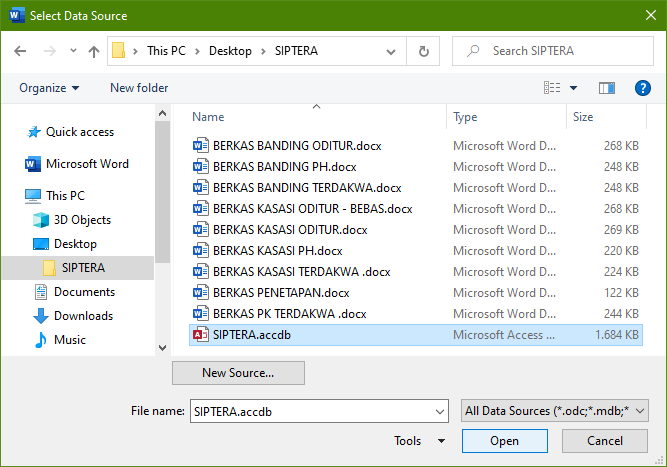 Select Data Source
This PC > Desktop > SIPTERA
Search SIPTERA
Organize New folder
Quick access
Microsoft Word
This PC
3D Objects
Desktop
SIPTERA
Documents
Downloads
Music
Name Type Size
BERKAS BANDING ODITUR.docx Microsoft Word D... 268 KB
BERKAS BANDING PH.docx Microsoft Word D... 248 KB
BERKAS BANDING TERDAKWA.docx Microsoft Word D... 248 KB
BERKAS KASASI ODITUR - BEBAS.docx Microsoft Word D... 268 KB
BERKAS KASASI ODITUR.docx Microsoft Word D... 269 KB
BERKAS KASASI PH.docx Microsoft Word D... 220 KB
BERKAS KASASI TERDAKWA .docx Microsoft Word D... 224 KB
BERKAS PENETAPAN.docx Microsoft Word D... 122 KB
BERKAS PK TERDAKWA .docx Microsoft Word D... 244 KB
SIPTERA.accdb Microsoft Access ... 1.684 KB
New Source...
File name: SIPTERA.accdb All Data Sources (*.odc;*.mdb;*
Tools Open Cancel